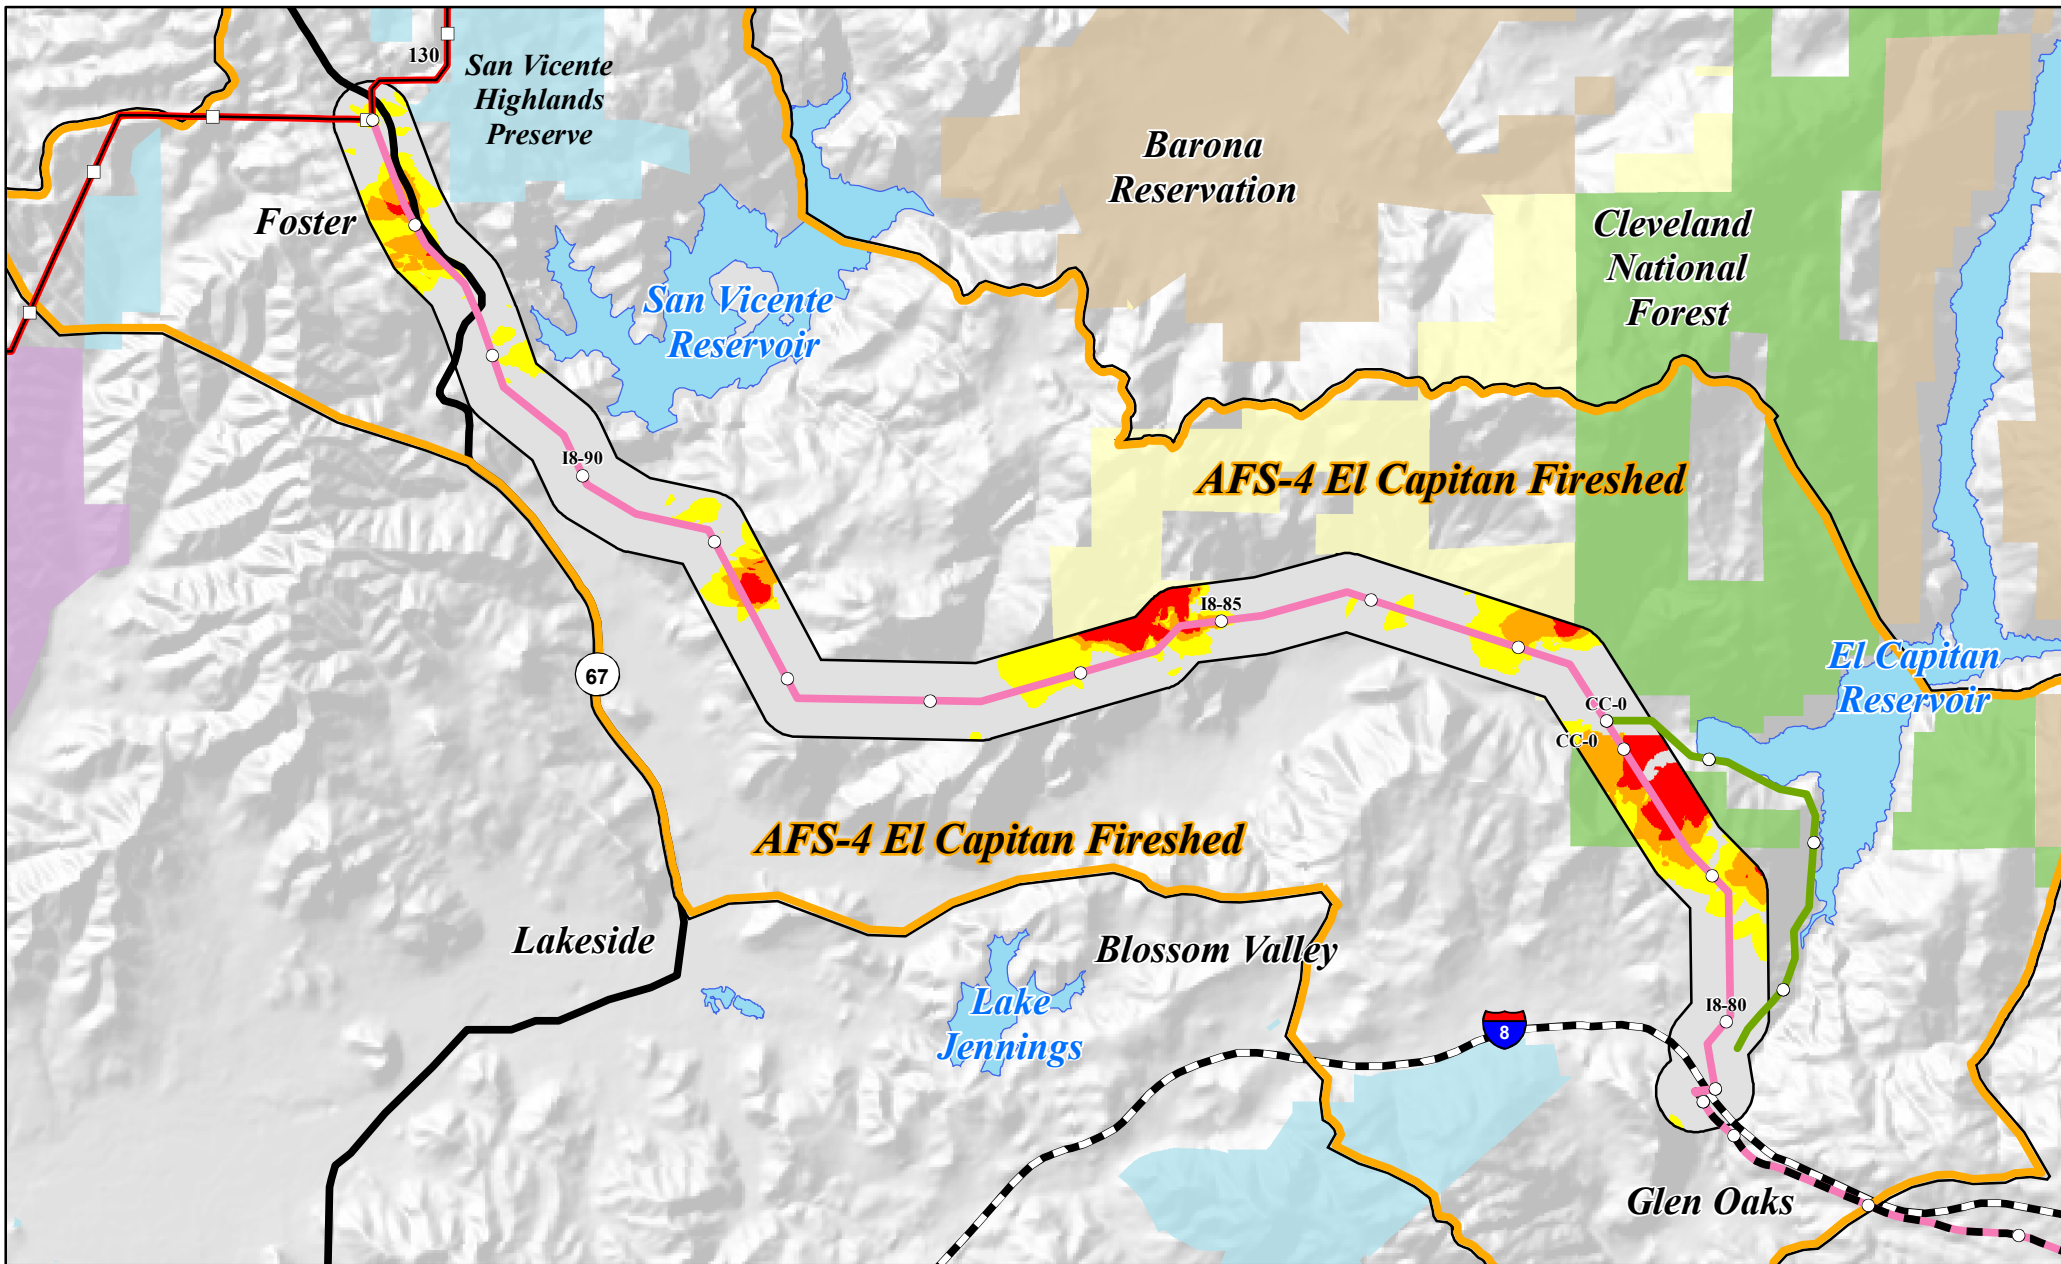 130
San Vicente
Highlands
Preserve
Barona
Reservation
Foster
Cleveland
National
Forest
San Vicente
Reservoir
I8-90
AFS-4 El Capitan Fireshed
I8-85
67
El Capitan
Reservoir
CC-0
CC-0
AFS-4 El Capitan Fireshed
Lakeside
Blossom Valley
Lake
Jennings
I8-80
8
Glen Oaks